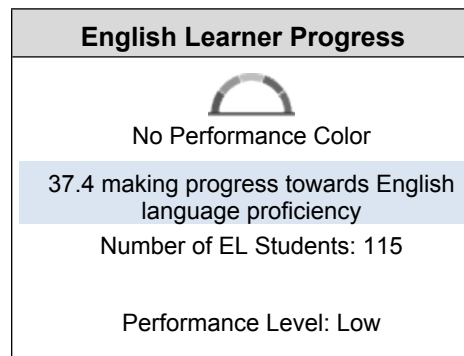 English Learner Progress
No Performance Color
37.4 making progress towards English
language proficiency
Number of EL Students: 115
Performance Level: Low